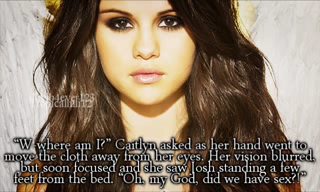 “W-where am I?” Caitlyn asked as her hand went to
move the cloth away from her eyes. Her vision blurred,
but soon focused and she saw Josh standing a few
feet from the bed. “Oh, my God, did we have sex?”